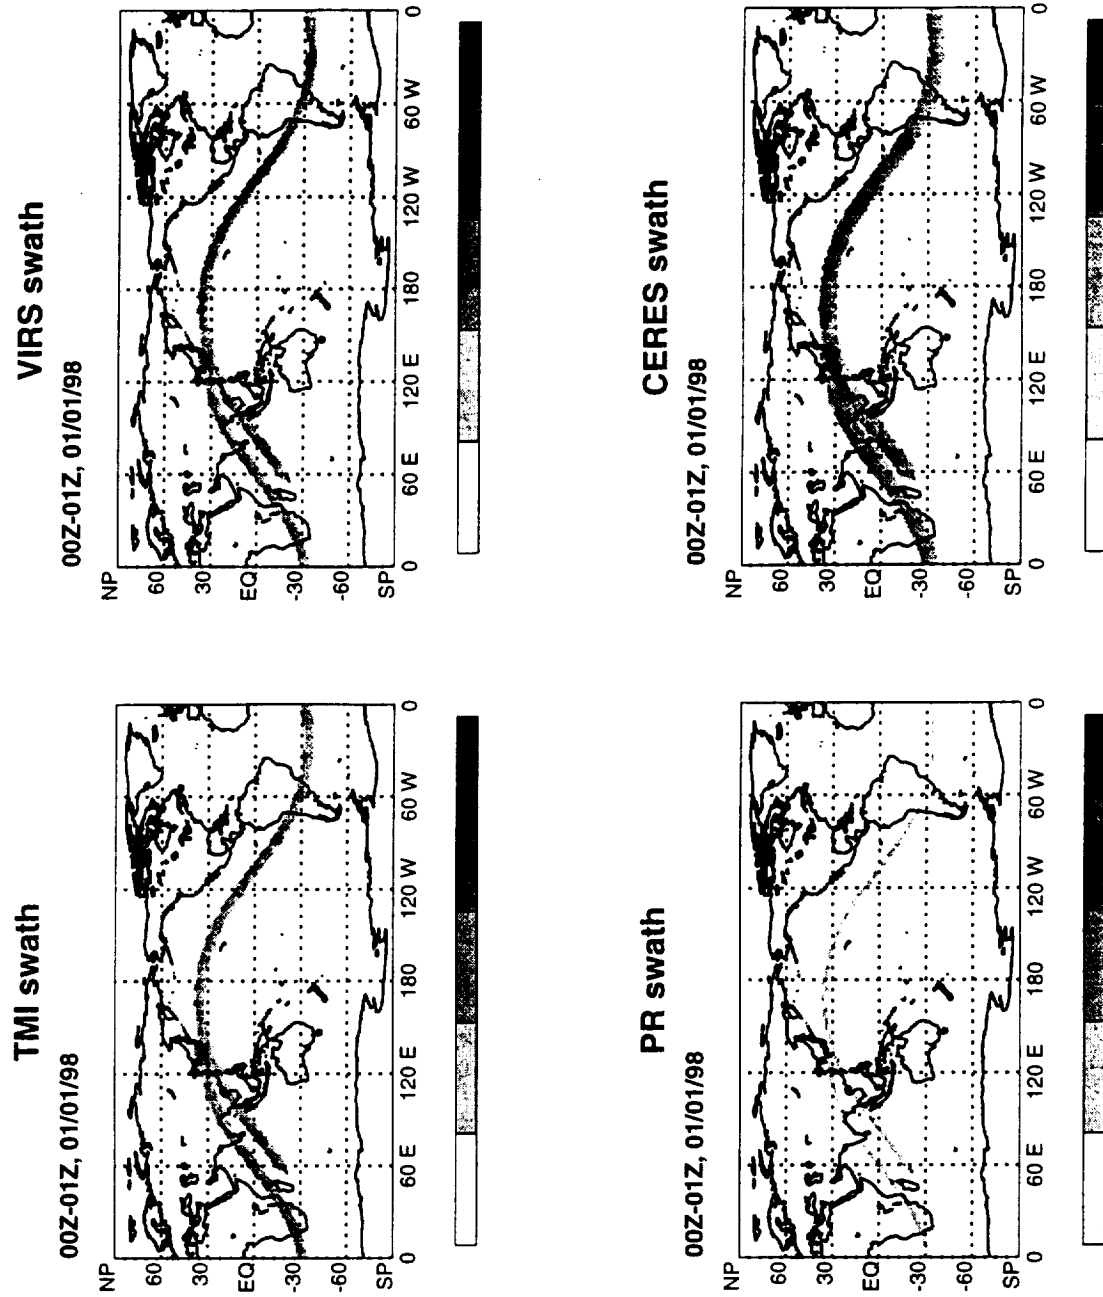 TMI swath
00Z-01Z, 01/01/98
NP
60
30
EQ
-30
-60
SP
0
60 E
120 E
180
120 W
60 W
0
VIRS swath
00Z-01Z, 01/01/98
NP
60
30
EQ
-30
-60
SP
0
60 E
120 E
180
120 W
60 W
0
PR swath
00Z-01Z, 01/01/98
NP
60
30
EQ
-30
-60
SP
0
60 E
120 E
180
120 W
60 W
0
CERES swath
00Z-01Z, 01/01/98
NP
60
30
EQ
-30
-60
SP
0
60 E
120 E
180
120 W
60 W
0